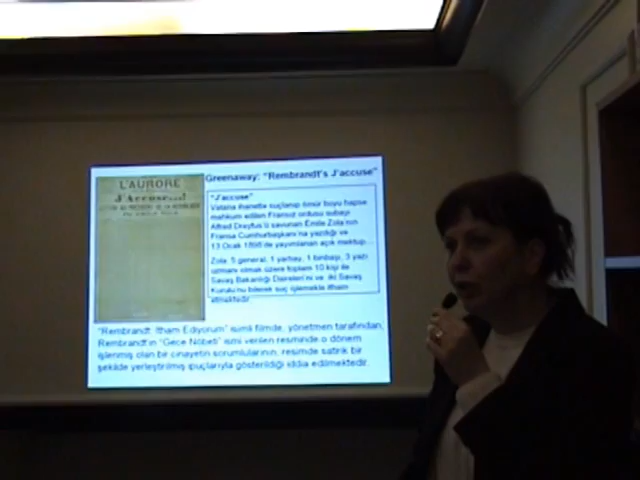 Greenaway: "Rembrandt's J'accuse"
L'AURORE
J'Accuse...!
"J'accuse"
Vatana ihanetle suçlanıp ömür boyu hapse
mahkum edilen Fransız ordusu subayı
Alfred Dreyfus'ü savunan Émile Zola'nın
Fransa Cumhurbaşkanı'na yazdığı ve
13 Ocak 1898'de yayımlanan açık mektup...
Zola 5 general, 1 yarbay, 1 binbaşı, 3 yazı
uzmanı olmak üzere toplam 10 kişi ile
Savaş Bakanlığı Daireleri'ni ve iki Savaş
Kurulu'nu bilerek suç işlemekle itham
etmektedir.
"Rembrandt: İtham Ediyorum" isimli filmde, yönetmen tarafından,
Rembrandt'ın "Gece Nöbeti" ismi verilen resminde o dönem
işlenmiş olan bir cinayetin sorumlularının, resimde satirik bir
şekilde yerleştirilmiş ipuçlarıyla gösterildiği iddia edilmektedir.